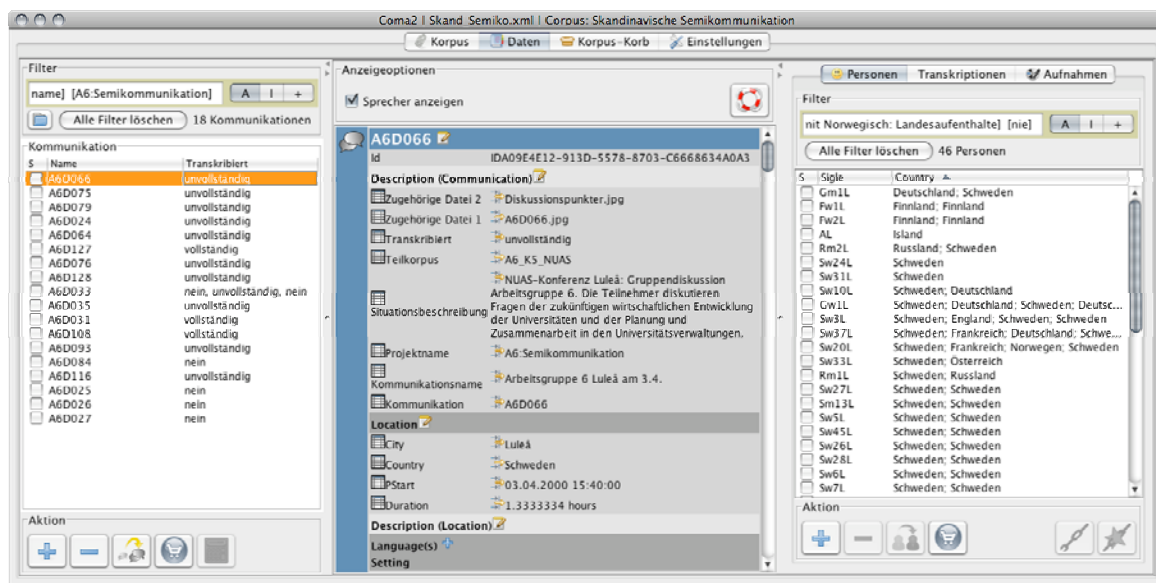 Coma2 | Skand_Semiko.xml | Corpus: Skandinavische Semikommunikation
Korpus Daten Korpus-Korb Einstellungen
Filter
name] [A6:Semikommunikation] A I +
Alle Filter löschen 18 Kommunikationen
Kommunikation
S Name Transkribiert
A6D066 unvollständig
A6D075 unvollständig
A6D079 unvollständig
A6D024 unvollständig
A6D064 unvollständig
A6D127 vollständig
A6D076 unvollständig
A6D128 unvollständig
A6D033 nein, unvollständig, nein
A6D035 unvollständig
A6D031 vollständig
A6D108 vollständig
A6D093 unvollständig
A6D084 nein
A6D116 unvollständig
A6D025 nein
A6D026 nein
A6D027 nein
Aktion
Anzeigeoptionen
Sprecher anzeigen
A6D066
Id IDA09E4E12-913D-5578-8703-C6668634A0A3
Description (Communication)
Zugehörige Datei 2 Diskussionspunkter.jpg
Zugehörige Datei 1 A6D066.jpg
Transkribiert unvollständig
Teilkorpus A6_K5_NUAS
NUAS-Konferenz Luleå: Gruppendiskussion
Arbeitsgruppe 6. Die Teilnehmer diskutieren
Situationsbeschreibung Fragen der zukünftigen wirtschaftlichen Entwicklung
der Universitäten und der Planung und
Zusammenarbeit in den Universitätsverwaltungen.
Projektname A6:Semikommunikation
Kommunikationsname Arbeitsgruppe 6 Luleå am 3.4.
Kommunikation A6D066
Location
City Luleå
Country Schweden
PStart 03.04.2000 15:40:00
Duration 1.3333334 hours
Description (Location)
Language(s)
Setting
Personen Transkriptionen Aufnahmen
Filter
nit Norwegisch: Landesaufenthalte] [nie] A I +
Alle Filter löschen 46 Personen
S Sigle Country
Gm1L Deutschland; Schweden
Fw1L Finnland; Finnland
Fw2L Finnland; Finnland
AL Island
Rm2L Russland; Schweden
Sw24L Schweden
Sw31L Schweden
Sw10L Schweden; Deutschland
Gw1L Schweden; Deutschland; Schweden; Deutsc...
Sw3L Schweden; England; Schweden; Schweden
Sw37L Schweden; Frankreich; Deutschland; Schwe...
Sw20L Schweden; Frankreich; Norwegen; Schweden
Sw33L Schweden; Österreich
Rm1L Schweden; Russland
Sw27L Schweden; Schweden
Sm13L Schweden; Schweden
Sw5L Schweden; Schweden
Sw45L Schweden; Schweden
Sw26L Schweden; Schweden
Sw28L Schweden; Schweden
Sw6L Schweden; Schweden
Sw7L Schweden; Schweden
Aktion